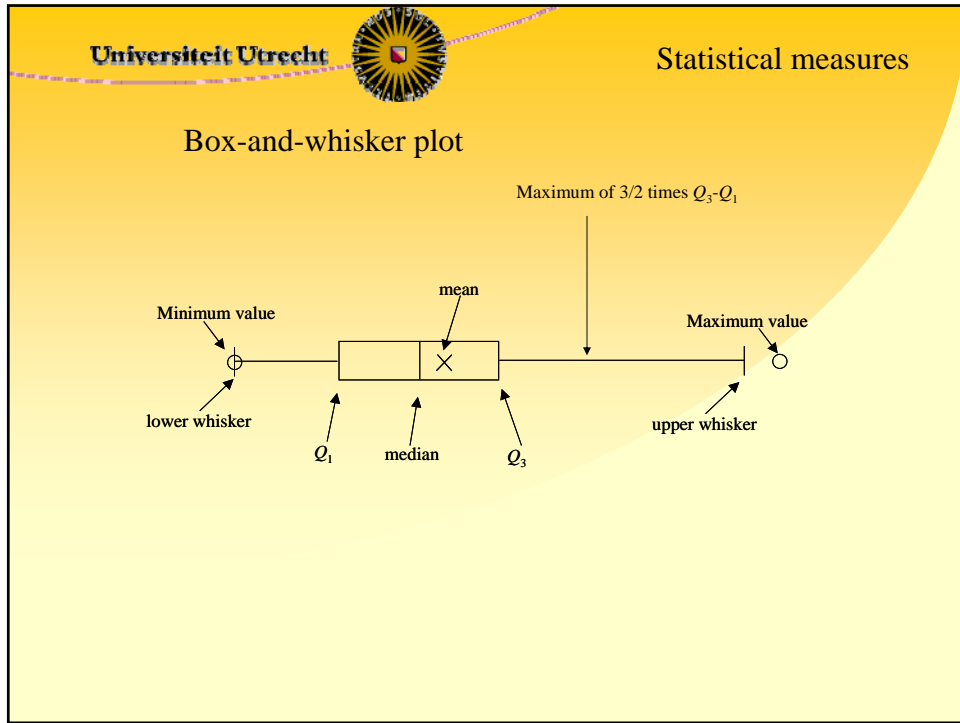 Universiteit Utrecht
Statistical measures
Box-and-whisker plot
Maximum of 3/2 times Q₃-Q₁
mean
Minimum value
Maximum value
lower whisker
upper whisker
Q₁
median
Q₃